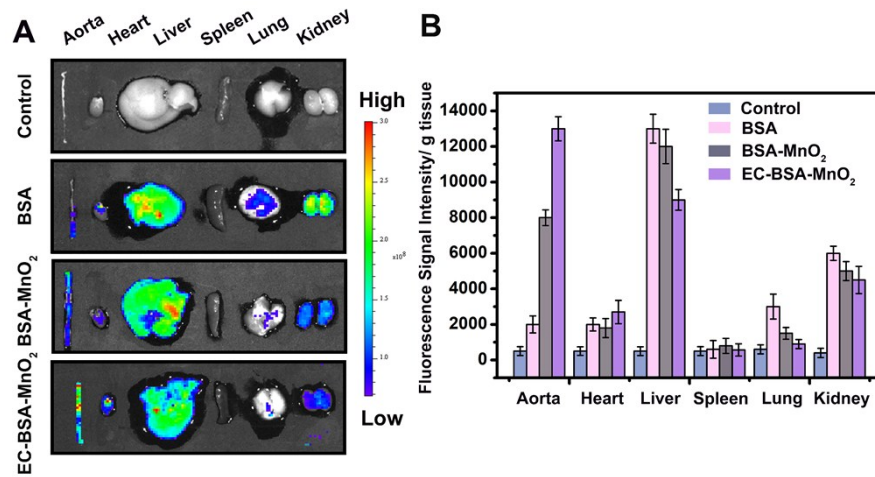 A
Aorta Heart Liver Spleen Lung Kidney
Control
BSA
BSA-MnO₂
EC-BSA-MnO₂
High
3.0
2.5
2.0
x10⁸
1.5
1.0
Low
B
Fluorescence Signal Intensity/ g tissue
14000
12000
10000
8000
6000
4000
2000
0
Control
BSA
BSA-MnO₂
EC-BSA-MnO₂
Aorta Heart Liver Spleen Lung Kidney